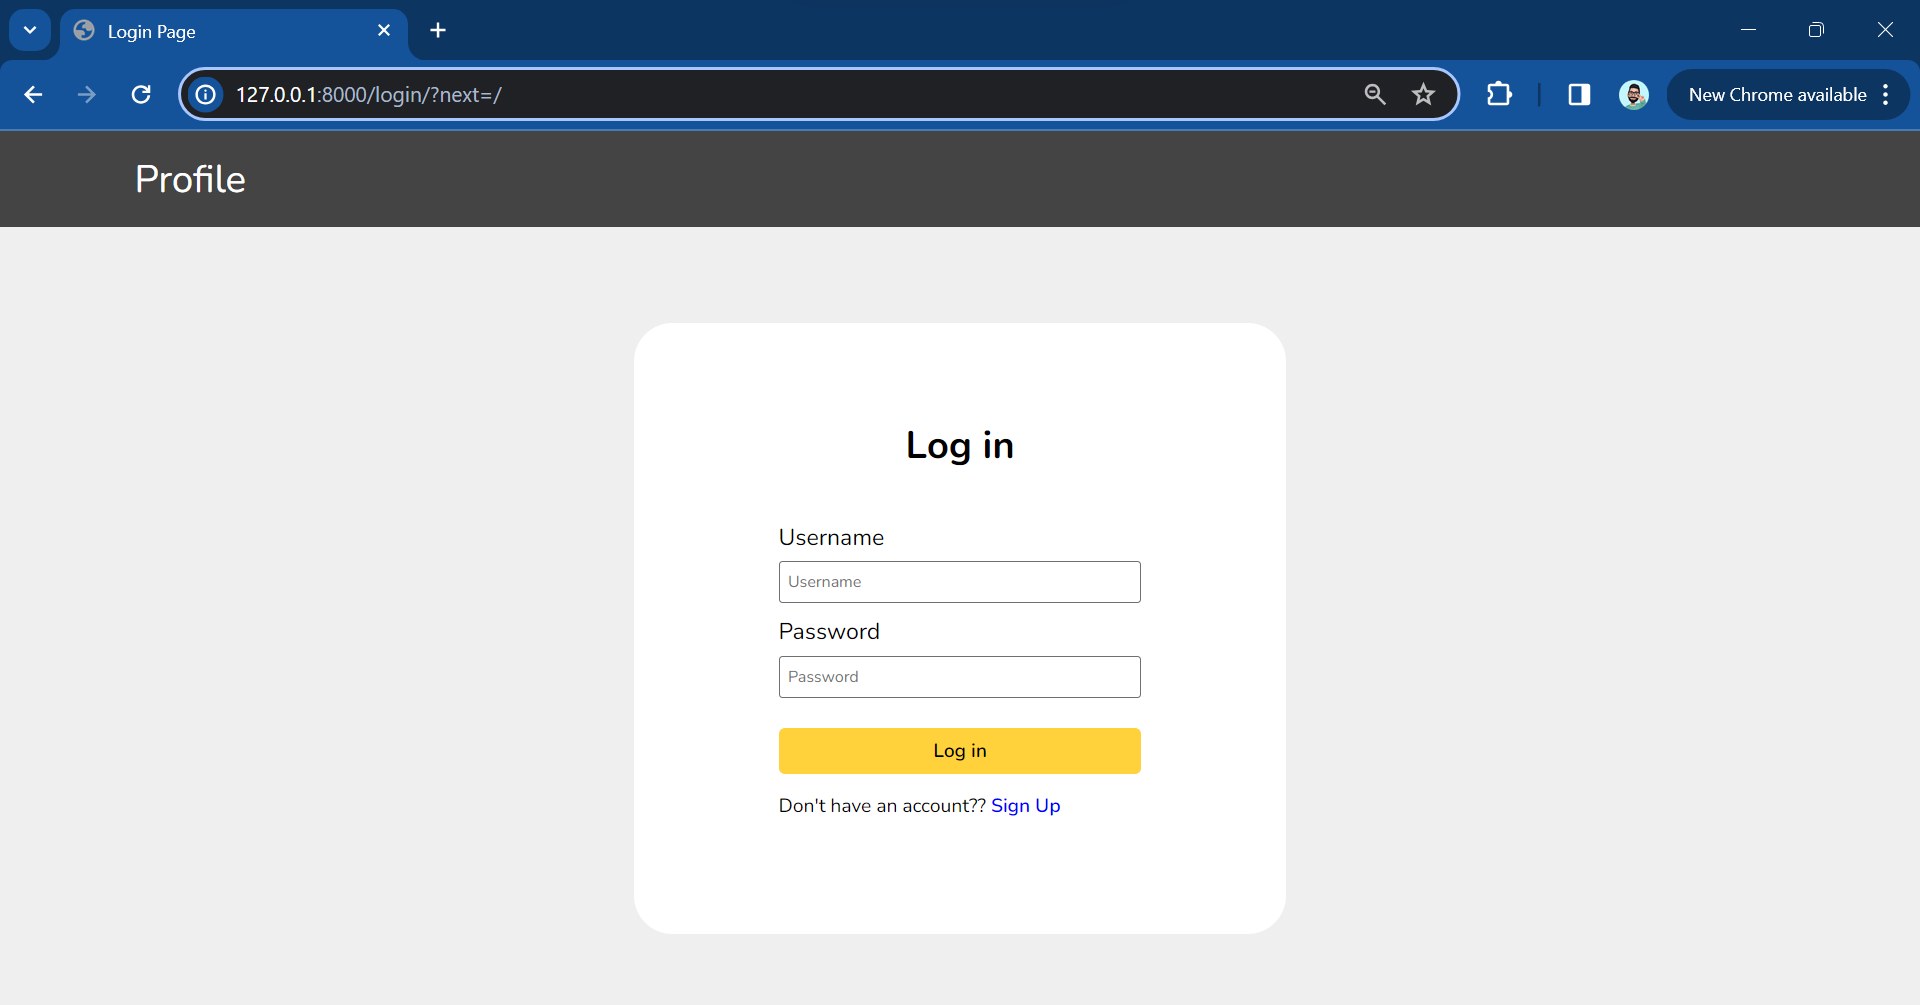 Login Page
127.0.0.1:8000/login/?next=/
New Chrome available
Profile
Log in
Username
Username
Password
Password
Log in
Don't have an account?? Sign Up